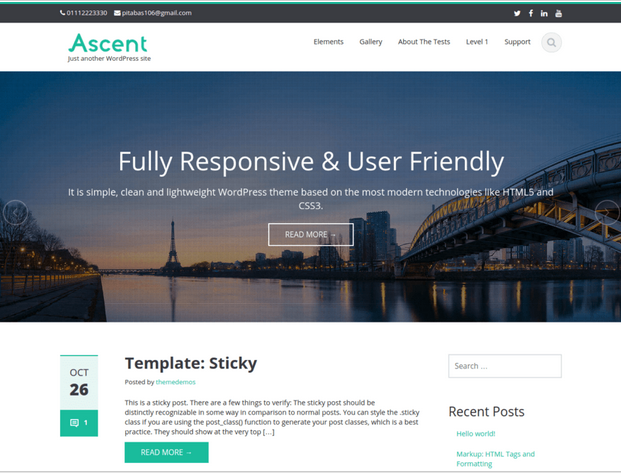 01112223330 pitabas106@gmail.com
Ascent
Just another WordPress site
Elements Gallery About The Tests Level 1 Support
Fully Responsive & User Friendly
It is simple, clean and lightweight WordPress theme based on the most modern technologies like HTML5 and
CSS3.
READ MORE →
OCT
26
1
Template: Sticky
Posted by themedemos
This is a sticky post. There are a few things to verify: The sticky post should be
distinctly recognizable in some way in comparison to normal posts. You can style the .sticky
class if you are using the post_class() function to generate your post classes, which is a best
practice. They should show at the very top […]
READ MORE →
Search …
Recent Posts
Hello world!
Markup: HTML Tags and
Formatting